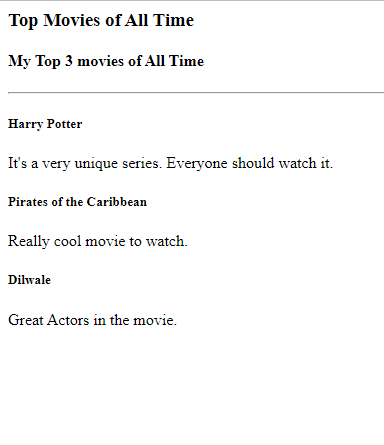 Top Movies of All Time
My Top 3 movies of All Time
Harry Potter
It's a very unique series. Everyone should watch it.
Pirates of the Caribbean
Really cool movie to watch.
Dilwale
Great Actors in the movie.